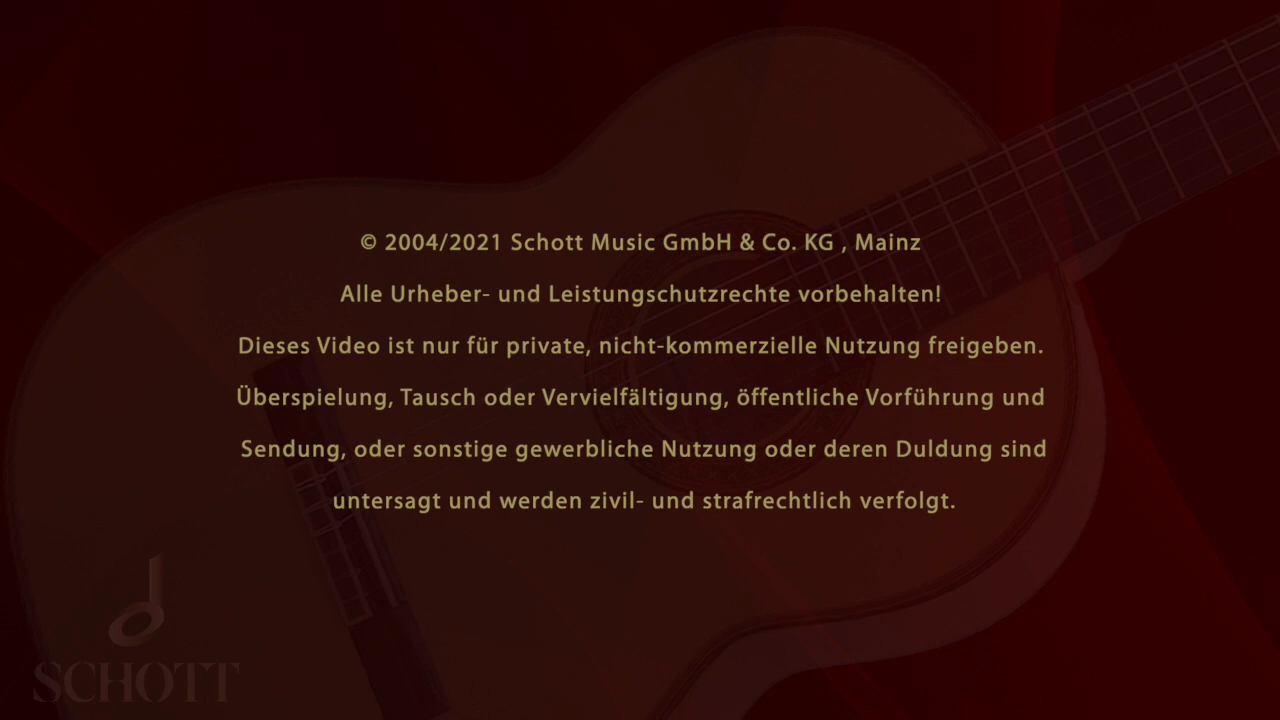 © 2004/2021 Schott Music GmbH & Co. KG , Mainz
Alle Urheber- und Leistungschutzrechte vorbehalten!
Dieses Video ist nur für private, nicht-kommerzielle Nutzung freigeben.
Überspielung, Tausch oder Vervielfältigung, öffentliche Vorführung und
Sendung, oder sonstige gewerbliche Nutzung oder deren Duldung sind
untersagt und werden zivil- und strafrechtlich verfolgt.
SCHOTT